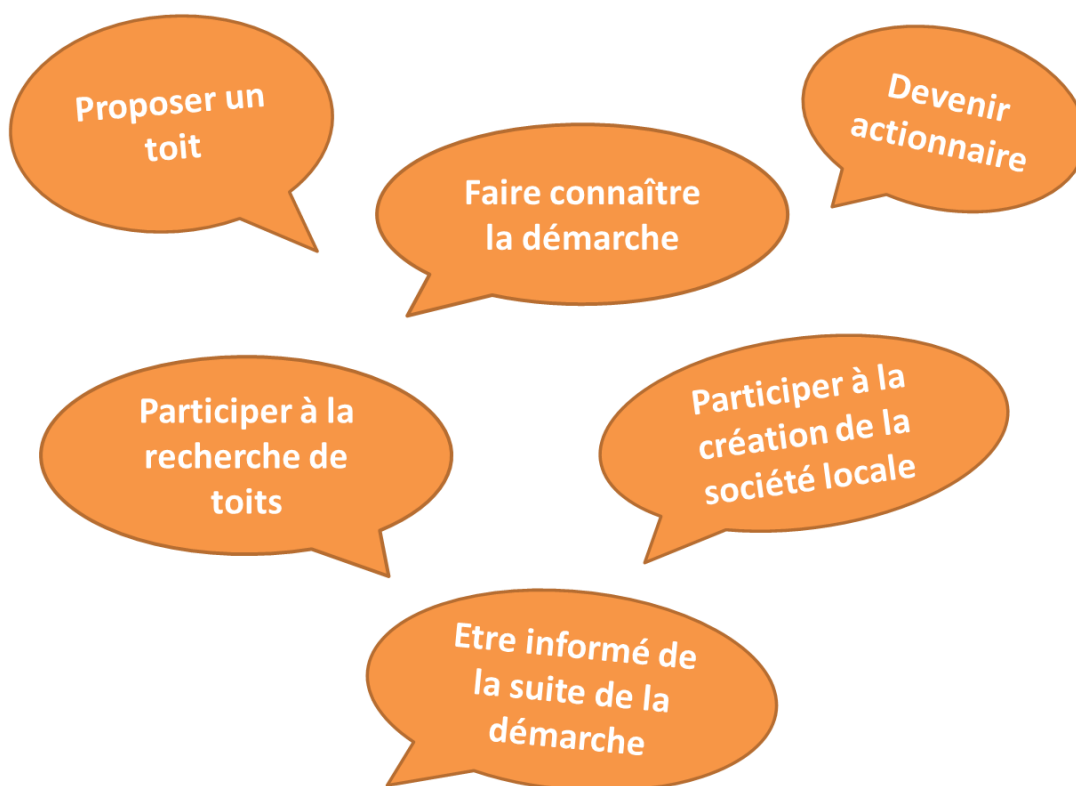 Proposer un
toit
Devenir
actionnaire
Faire connaître
la démarche
Participer à la
recherche de
toits
Participer à la
création de la
société locale
Etre informé de
la suite de la
démarche